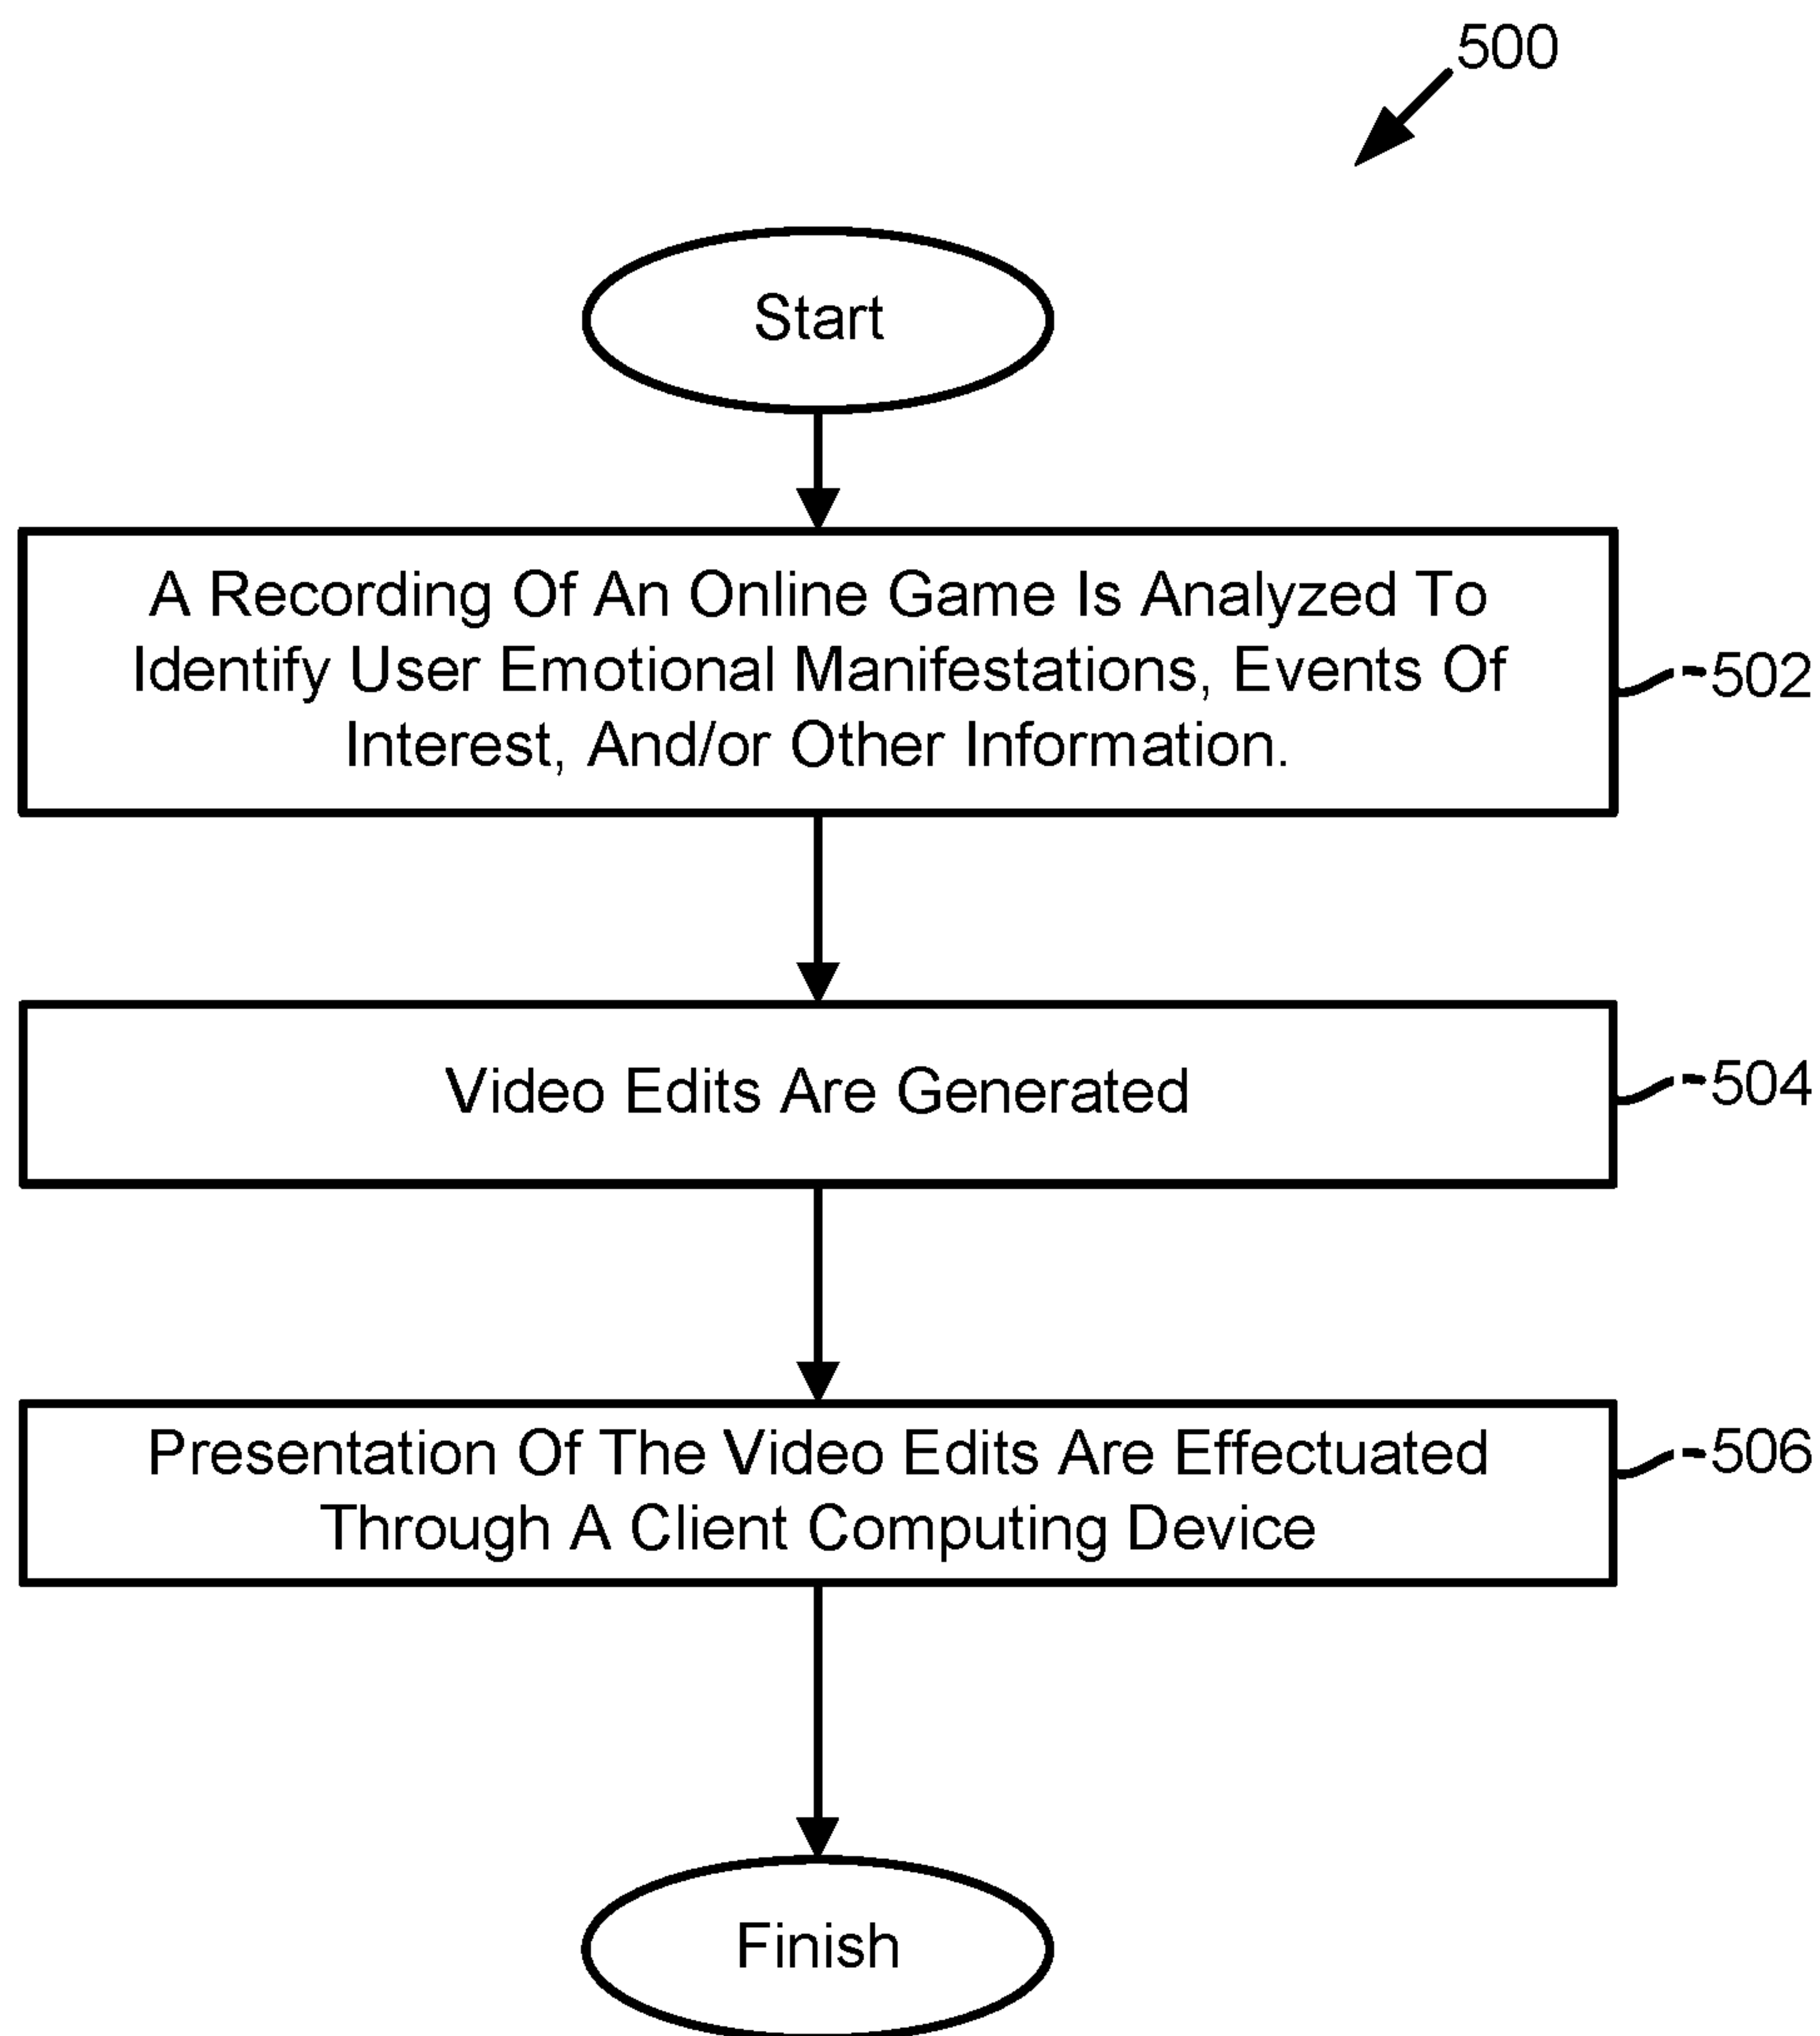 500
Start
A Recording Of An Online Game Is Analyzed To
Identify User Emotional Manifestations, Events Of
Interest, And/or Other Information.
502
Video Edits Are Generated
504
Presentation Of The Video Edits Are Effectuated
Through A Client Computing Device
506
Finish